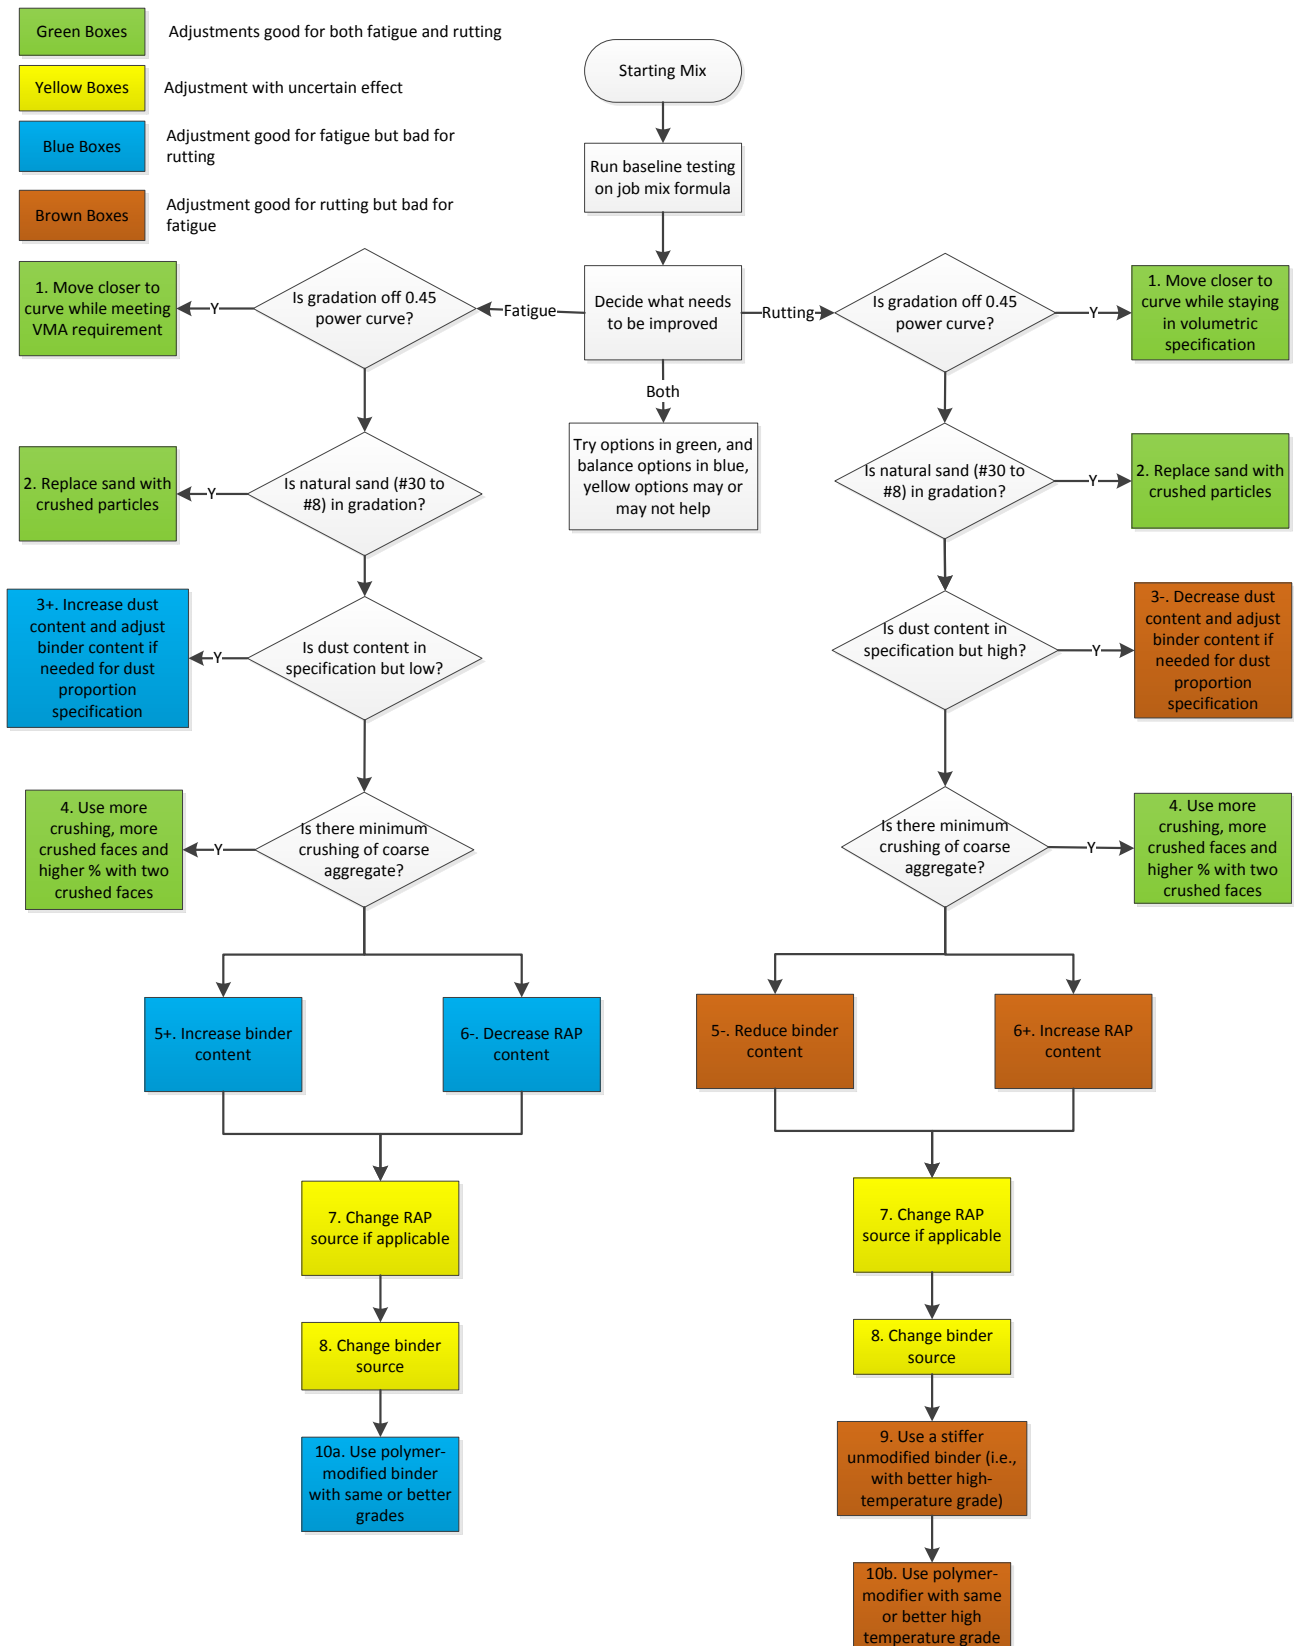 Green Boxes
Adjustments good for both fatigue and rutting
Yellow Boxes
Adjustment with uncertain effect
Blue Boxes
Adjustment good for fatigue but bad for
rutting
Brown Boxes
Adjustment good for rutting but bad for
fatigue
Starting Mix
Run baseline testing
on job mix formula
Decide what needs
to be improved
Fatigue
Rutting
Both
Try options in green, and
balance options in blue,
yellow options may or
may not help
Is gradation off 0.45
power curve?
Y
1. Move closer to
curve while meeting
VMA requirement
Is natural sand (#30 to
#8) in gradation?
Y
2. Replace sand with
crushed particles
Is dust content in
specification but low?
Y
3+. Increase dust
content and adjust
binder content if
needed for dust
proportion
specification
Is there minimum
crushing of coarse
aggregate?
Y
4. Use more
crushing, more
crushed faces and
higher % with two
crushed faces
5+. Increase binder
content
6-. Decrease RAP
content
7. Change RAP
source if applicable
8. Change binder
source
10a. Use polymer-
modified binder
with same or better
grades
Is gradation off 0.45
power curve?
Y
1. Move closer to
curve while staying
in volumetric
specification
Is natural sand (#30 to
#8) in gradation?
Y
2. Replace sand with
crushed particles
Is dust content in
specification but high?
Y
3-. Decrease dust
content and adjust
binder content if
needed for dust
proportion
specification
Is there minimum
crushing of coarse
aggregate?
Y
4. Use more
crushing, more
crushed faces and
higher % with two
crushed faces
5-. Reduce binder
content
6+. Increase RAP
content
7. Change RAP
source if applicable
8. Change binder
source
9. Use a stiffer
unmodified binder (i.e.,
with better high-
temperature grade)
10b. Use polymer-
modifier with same
or better high
temperature grade